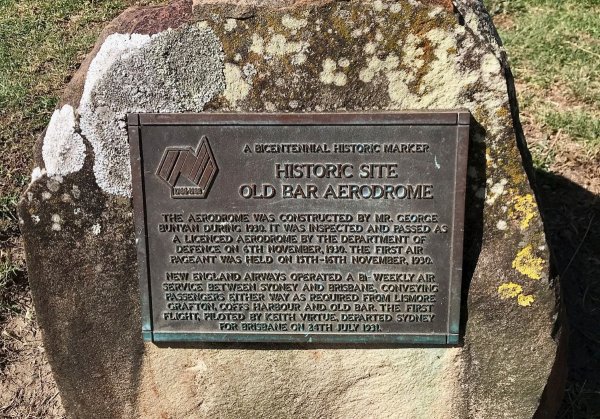 A BICENTENNIAL HISTORIC MARKER
HISTORIC SITE
OLD BAR AERODROME
THE AERODROME WAS CONSTRUCTED BY MR. GEORGE
BUNYAN DURING 1930. IT WAS INSPECTED AND PASSED AS
A LICENCED AERODROME BY THE DEPARTMENT OF
DEFENCE ON 6TH NOVEMBER, 1930. THE FIRST AIR
PAGEANT WAS HELD ON 15TH-16TH NOVEMBER, 1930.
NEW ENGLAND AIRWAYS OPERATED A BI-WEEKLY AIR
SERVICE BETWEEN SYDNEY AND BRISBANE, CONVEYING
PASSENGERS EITHER WAY AS REQUIRED FROM LISMORE
GRAFTON, COFFS HARBOUR AND OLD BAR. THE FIRST
FLIGHT, PILOTED BY KEITH VIRTUE, DEPARTED SYDNEY
FOR BRISBANE ON 24TH JULY 1931.